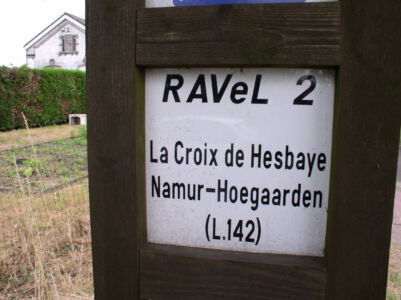 RAVeL 2
La Croix de Hesbaye
Namur-Hoegaarden
(L.142)